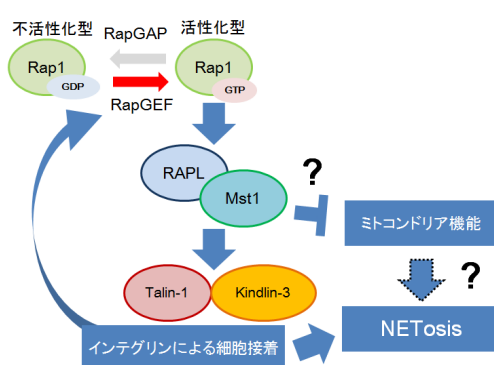 不活性化型
RapGAP
活性化型
Rap1
GDP
RapGEF
Rap1
GTP
RAPL
Mst1
?
ミトコンドリア機能
?
Talin-1
Kindlin-3
NETosis
インテグリンによる細胞接着